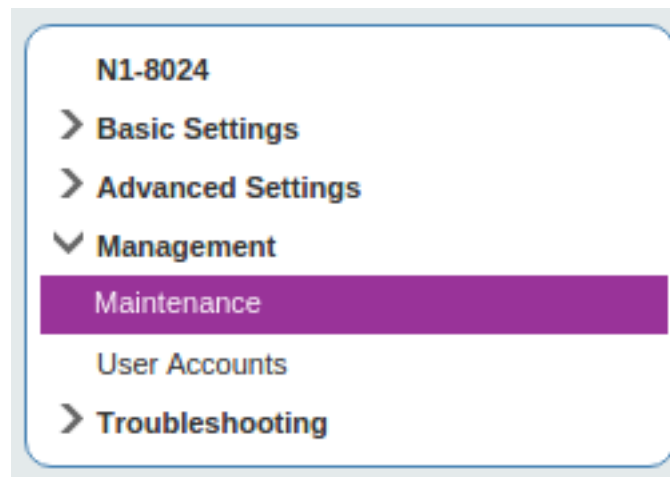 N1-8024
Basic Settings
Advanced Settings
Management
Maintenance
User Accounts
Troubleshooting